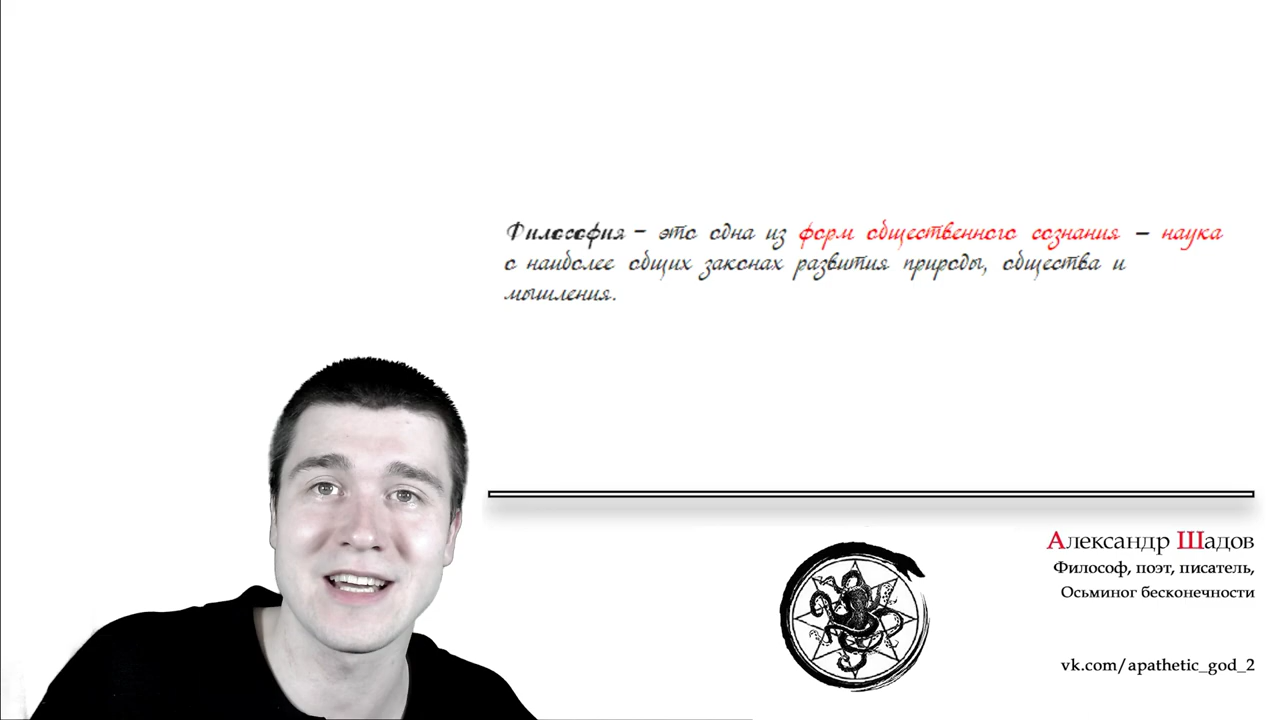 Философия – это одна из форм общественного сознания – наука
о наиболее общих законах развития природы, общества и
мышления.
Александр Шадов
Философ, поэт, писатель,
Осьминог бесконечности
vk.com/apathetic_god_2